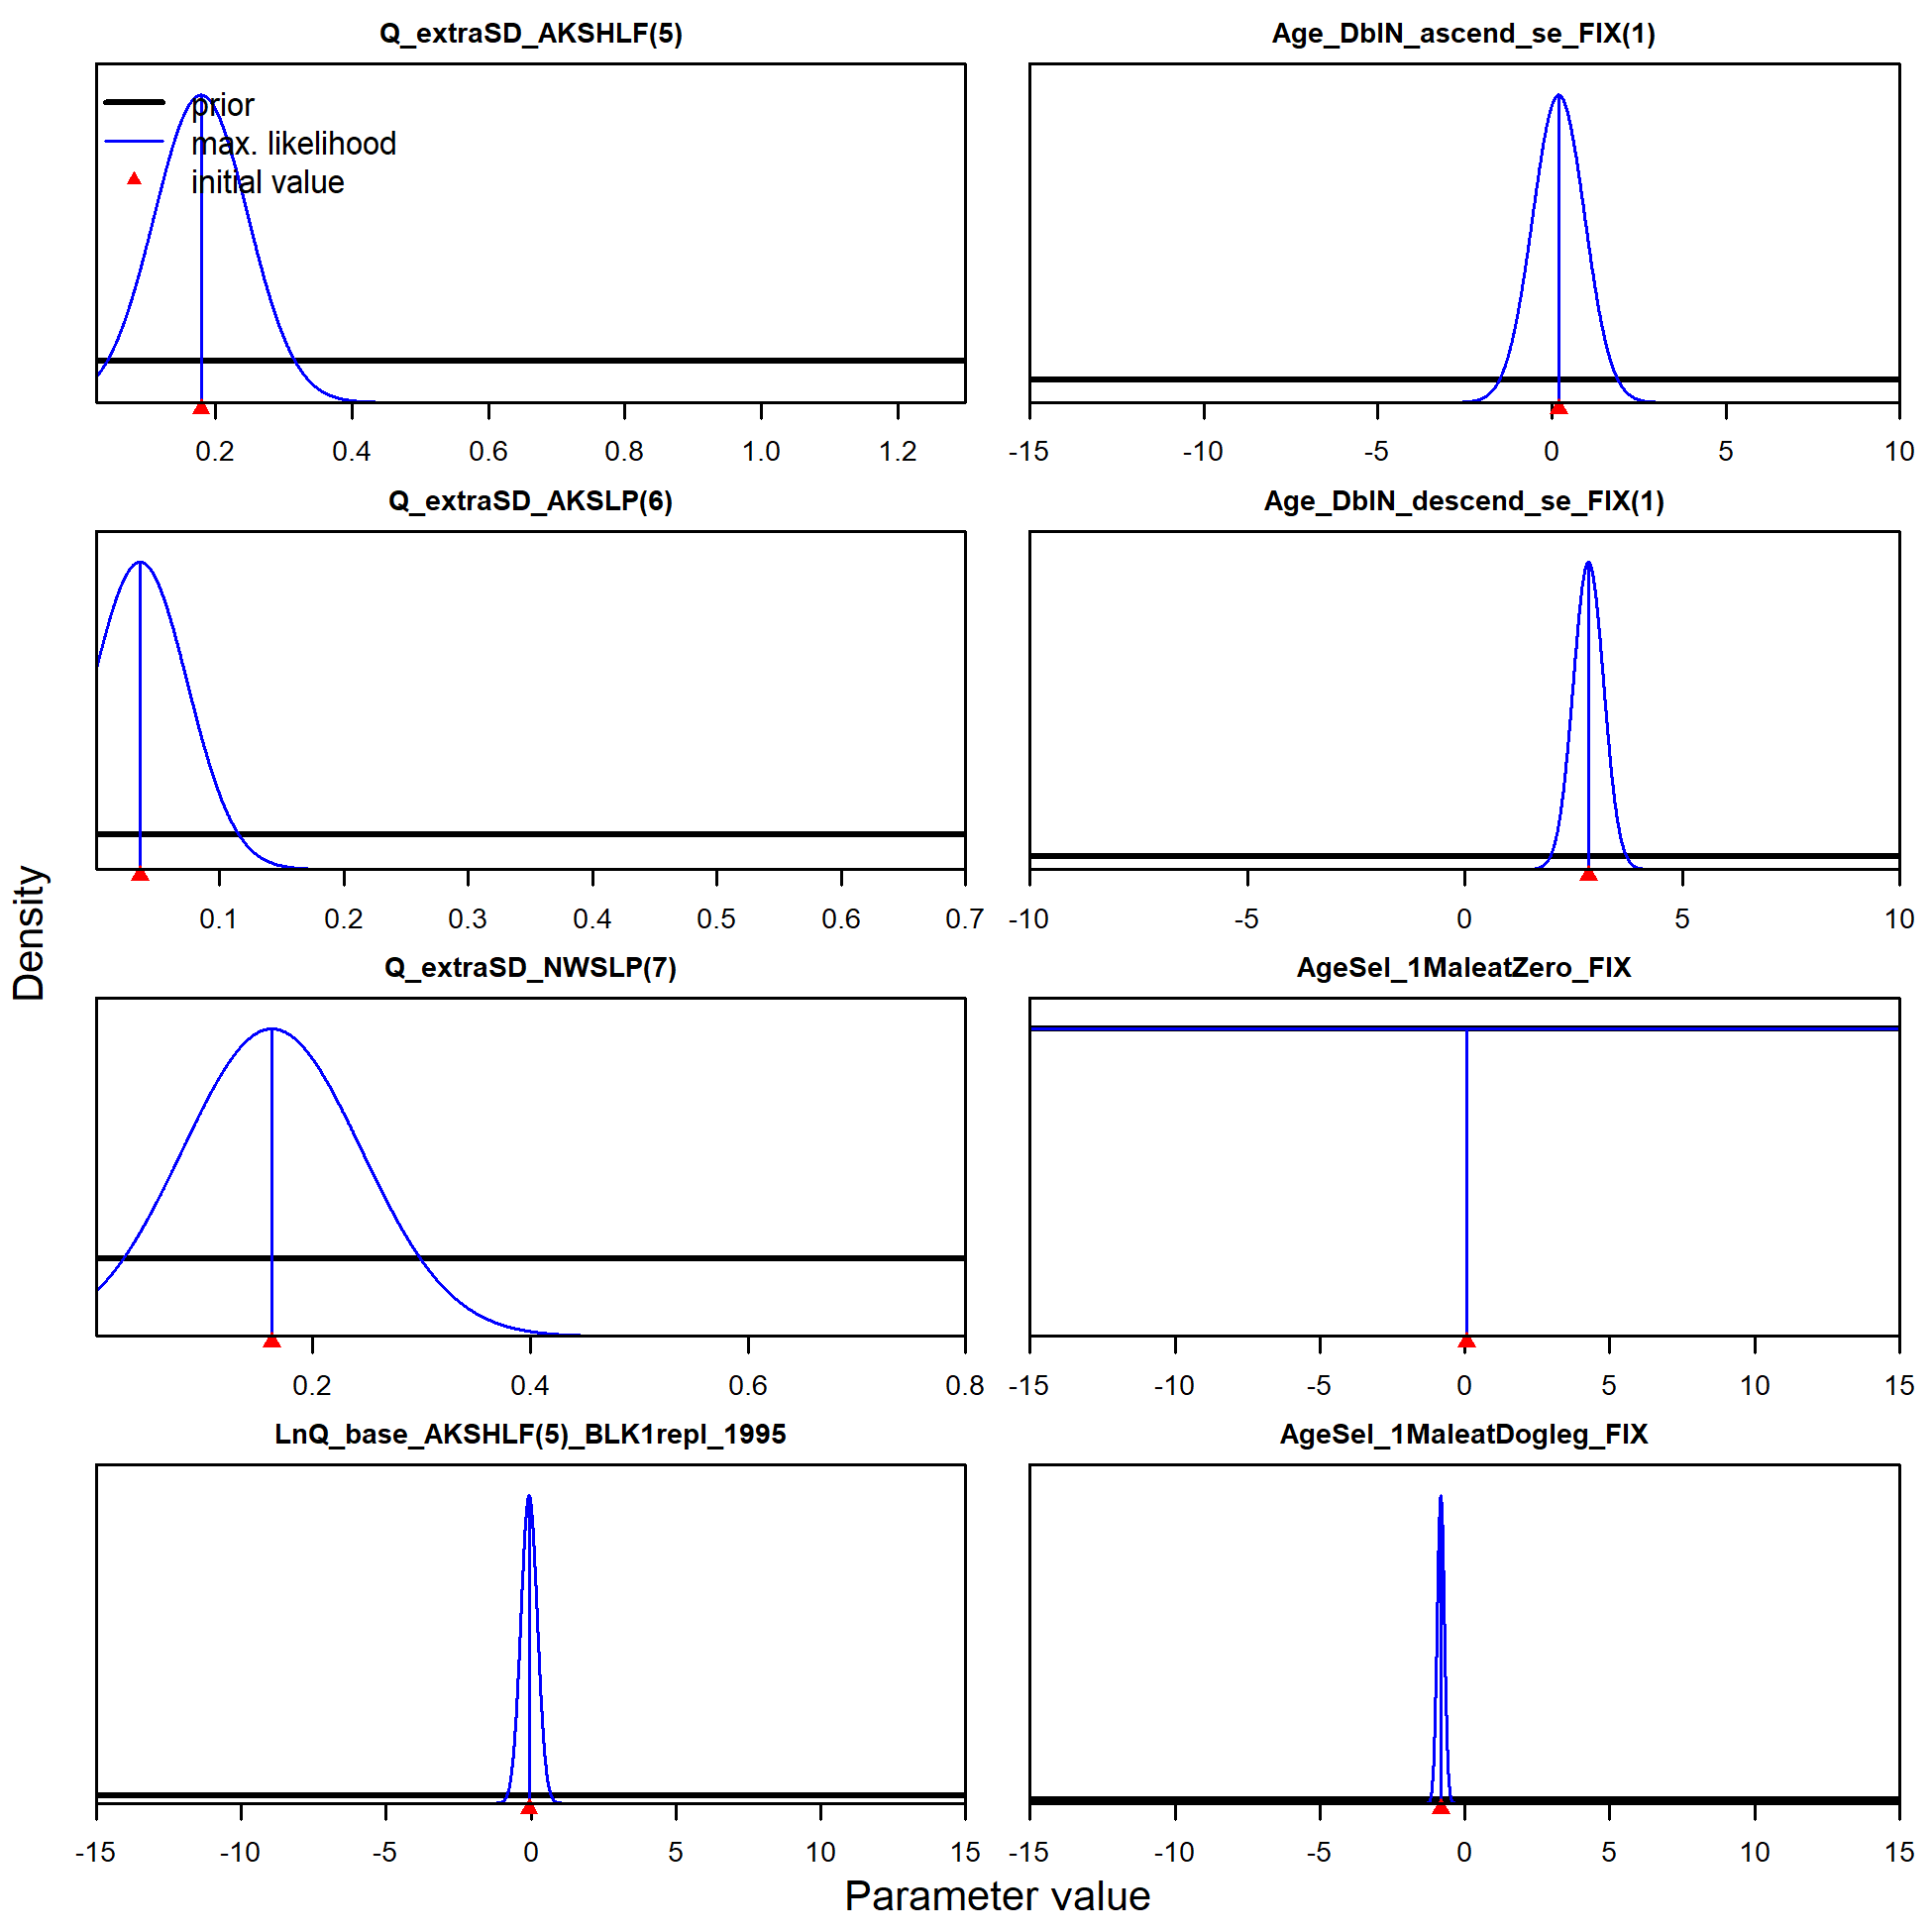 Q_extraSD_AKSHLF(5)
prior
max. likelihood
initial value
0.2 0.4 0.6 0.8 1.0 1.2
Age_DblN_ascend_se_FIX(1)
-15 -10 -5 0 5 10
Q_extraSD_AKSLP(6)
0.1 0.2 0.3 0.4 0.5 0.6 0.7
Age_DblN_descend_se_FIX(1)
-10 -5 0 5 10
Q_extraSD_NWSLP(7)
0.2 0.4 0.6 0.8
AgeSel_1MaleatZero_FIX
-15 -10 -5 0 5 10 15
LnQ_base_AKSHLF(5)_BLK1repl_1995
-15 -10 -5 0 5 10 15
AgeSel_1MaleatDogleg_FIX
-15 -10 -5 0 5 10 15
Density
Parameter value